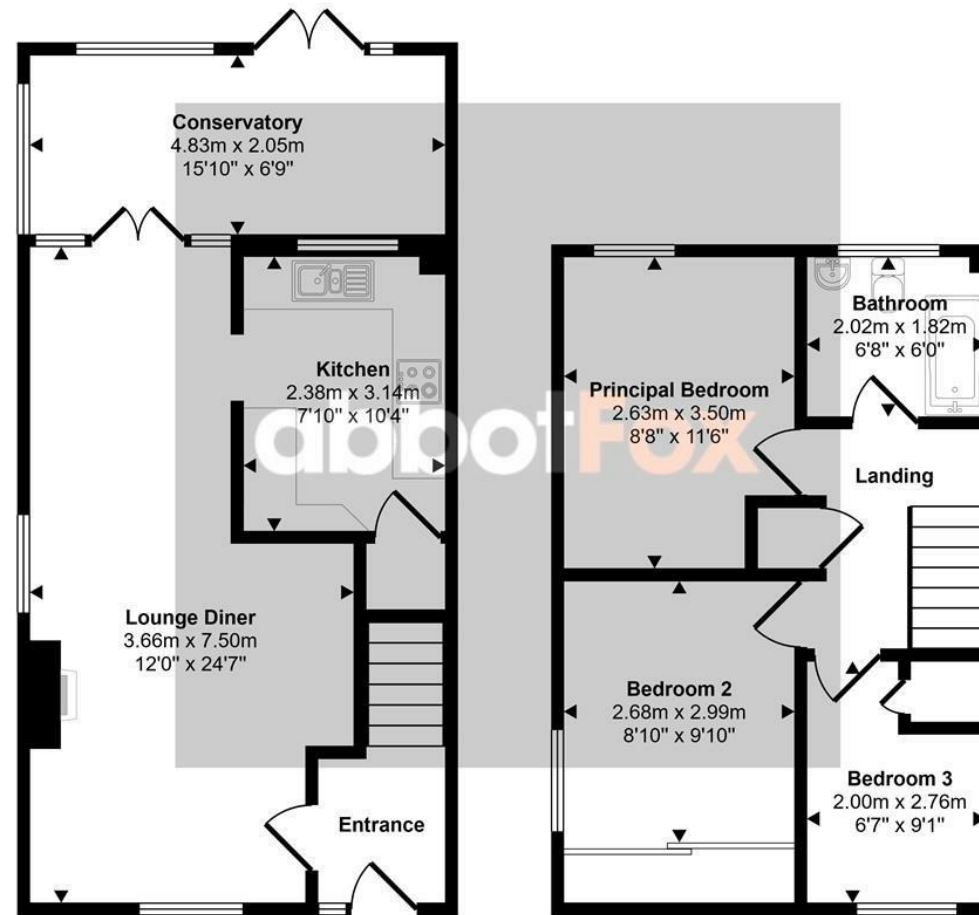 Conservatory
4.83m x 2.05m
15'10" x 6'9"
Kitchen
2.38m x 3.14m
7'10" x 10'4"
Lounge Diner
3.66m x 7.50m
12'0" x 24'7"
Entrance
abbotFox
Principal Bedroom
2.63m x 3.50m
8'8" x 11'6"
Bathroom
2.02m x 1.82m
6'8" x 6'0"
Landing
Bedroom 2
2.68m x 2.99m
8'10" x 9'10"
Bedroom 3
2.00m x 2.76m
6'7" x 9'1"